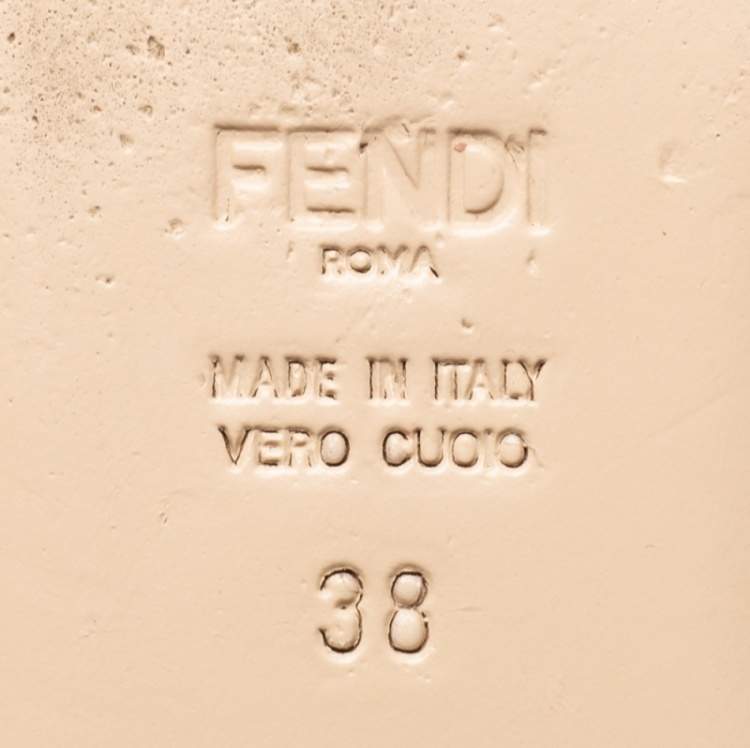 FENDI
ROMA
MADE IN ITALY
VERO CUOIO
38